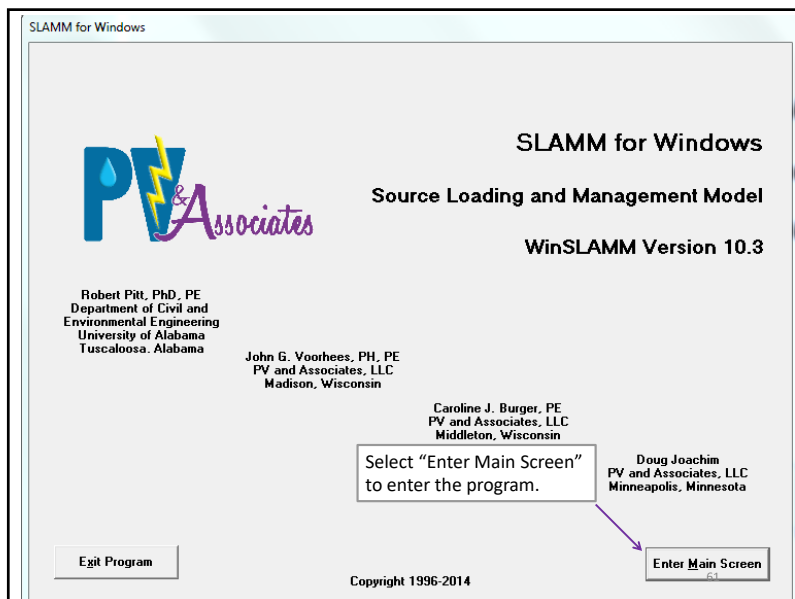 SLAMM for Windows
PV & Associates
SLAMM for Windows
Source Loading and Management Model
WinSLAMM Version 10.3
Robert Pitt, PhD, PE
Department of Civil and
Environmental Engineering
University of Alabama
Tuscaloosa. Alabama
John G. Voorhees, PH, PE
PV and Associates, LLC
Madison, Wisconsin
Caroline J. Burger, PE
PV and Associates, LLC
Middleton, Wisconsin
Select “Enter Main Screen”
to enter the program.
Doug Joachim
PV and Associates, LLC
Minneapolis, Minnesota
Exit Program
Enter Main Screen
61
Copyright 1996-2014